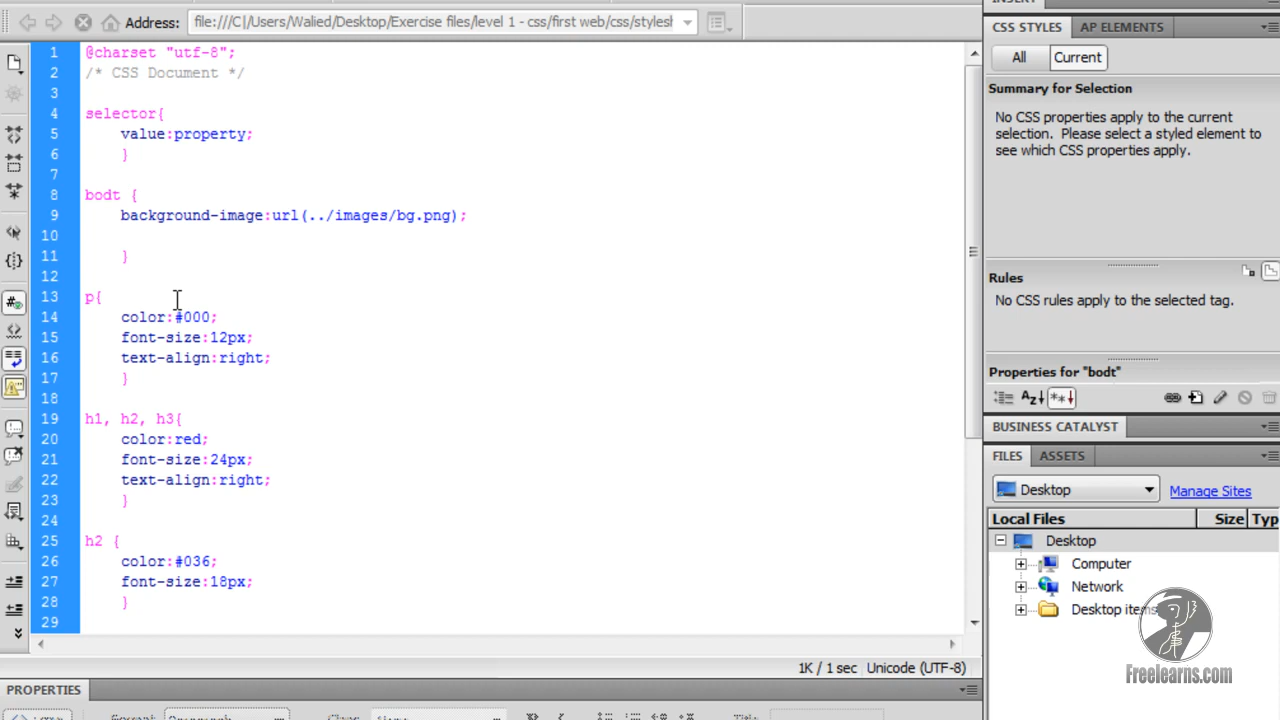 INSERT
Address: file:///C|/Users/Walied/Desktop/Exercise files/level 1 - css/first web/css/stylesh
1 @charset "utf-8";
2 /* CSS Document */
3
4 selector{
5 value:property;
6 }
7
8 bodt {
9 background-image:url(../images/bg.png);
10
11 }
12
13 p{
14 color:#000;
15 font-size:12px;
16 text-align:right;
17 }
18
19 h1, h2, h3{
20 color:red;
21 font-size:24px;
22 text-align:right;
23 }
24
25 h2 {
26 color:#036;
27 font-size:18px;
28 }
29
1K / 1 sec Unicode (UTF-8)
PROPERTIES
CSS STYLES AP ELEMENTS
All Current
Summary for Selection
No CSS properties apply to the current
selection. Please select a styled element to
see which CSS properties apply.
Rules
No CSS rules apply to the selected tag.
Properties for "bodt"
BUSINESS CATALYST
FILES ASSETS
Desktop Manage Sites
Local Files Size Typ
Desktop
Computer
Network
Desktop items
Freelearns.com